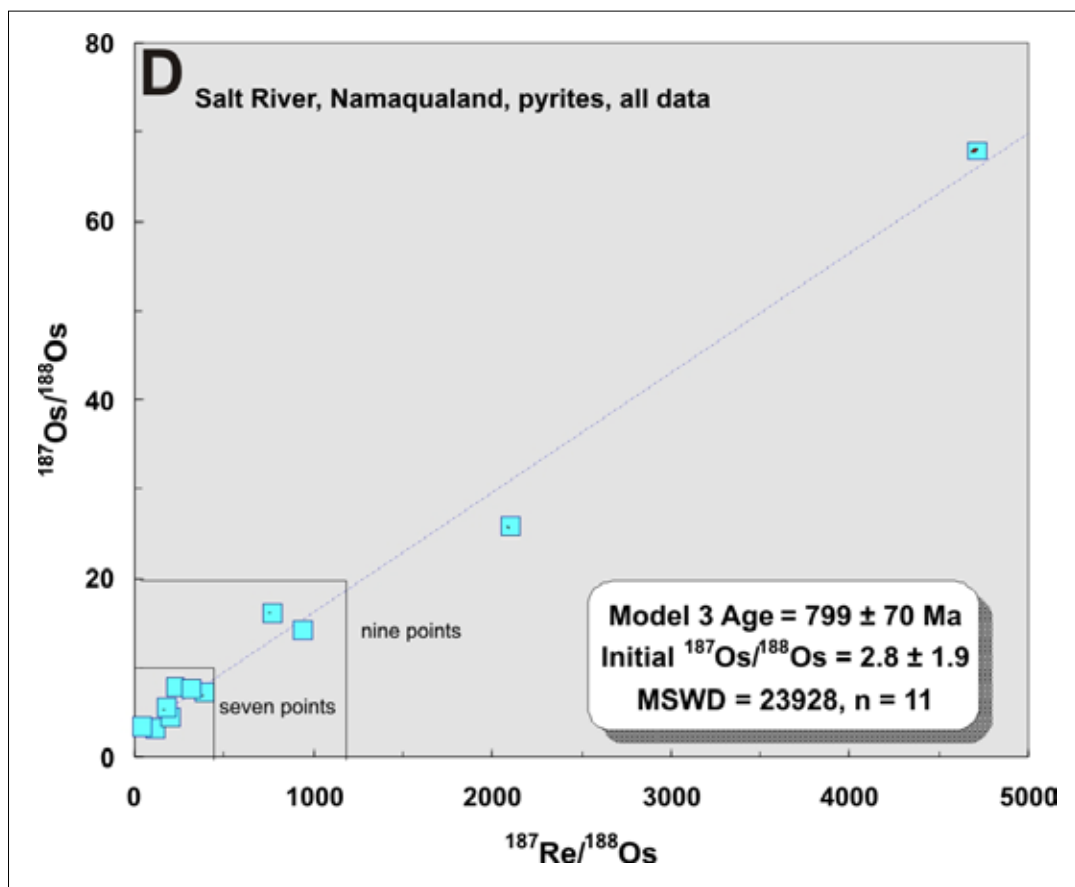 D
Salt River, Namaqualand, pyrites, all data
80
60
40
20
0
¹⁸⁷Os/¹⁸⁸Os
nine points
seven points
Model 3 Age = 799 ± 70 Ma
Initial ¹⁸⁷Os/¹⁸⁸Os = 2.8 ± 1.9
MSWD = 23928, n = 11
0 1000 2000 3000 4000 5000
¹⁸⁷Re/¹⁸⁸Os